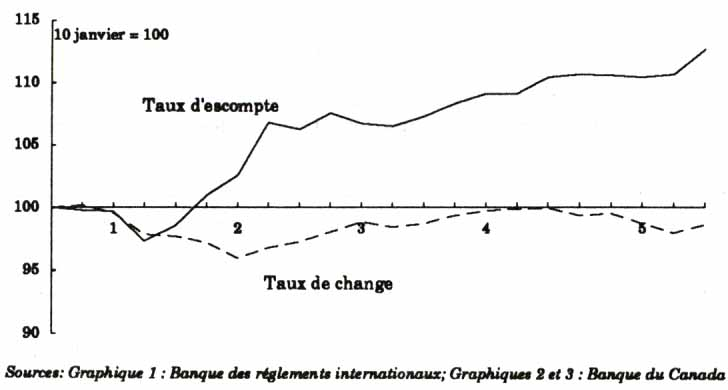 115
10 janvier = 100
110
Taux d'escompte
105
100
1 2 3 4 5
95
Taux de change
90
Sources: Graphique 1 : Banque des réglements internationaux; Graphiques 2 et 3 : Banque du Canada